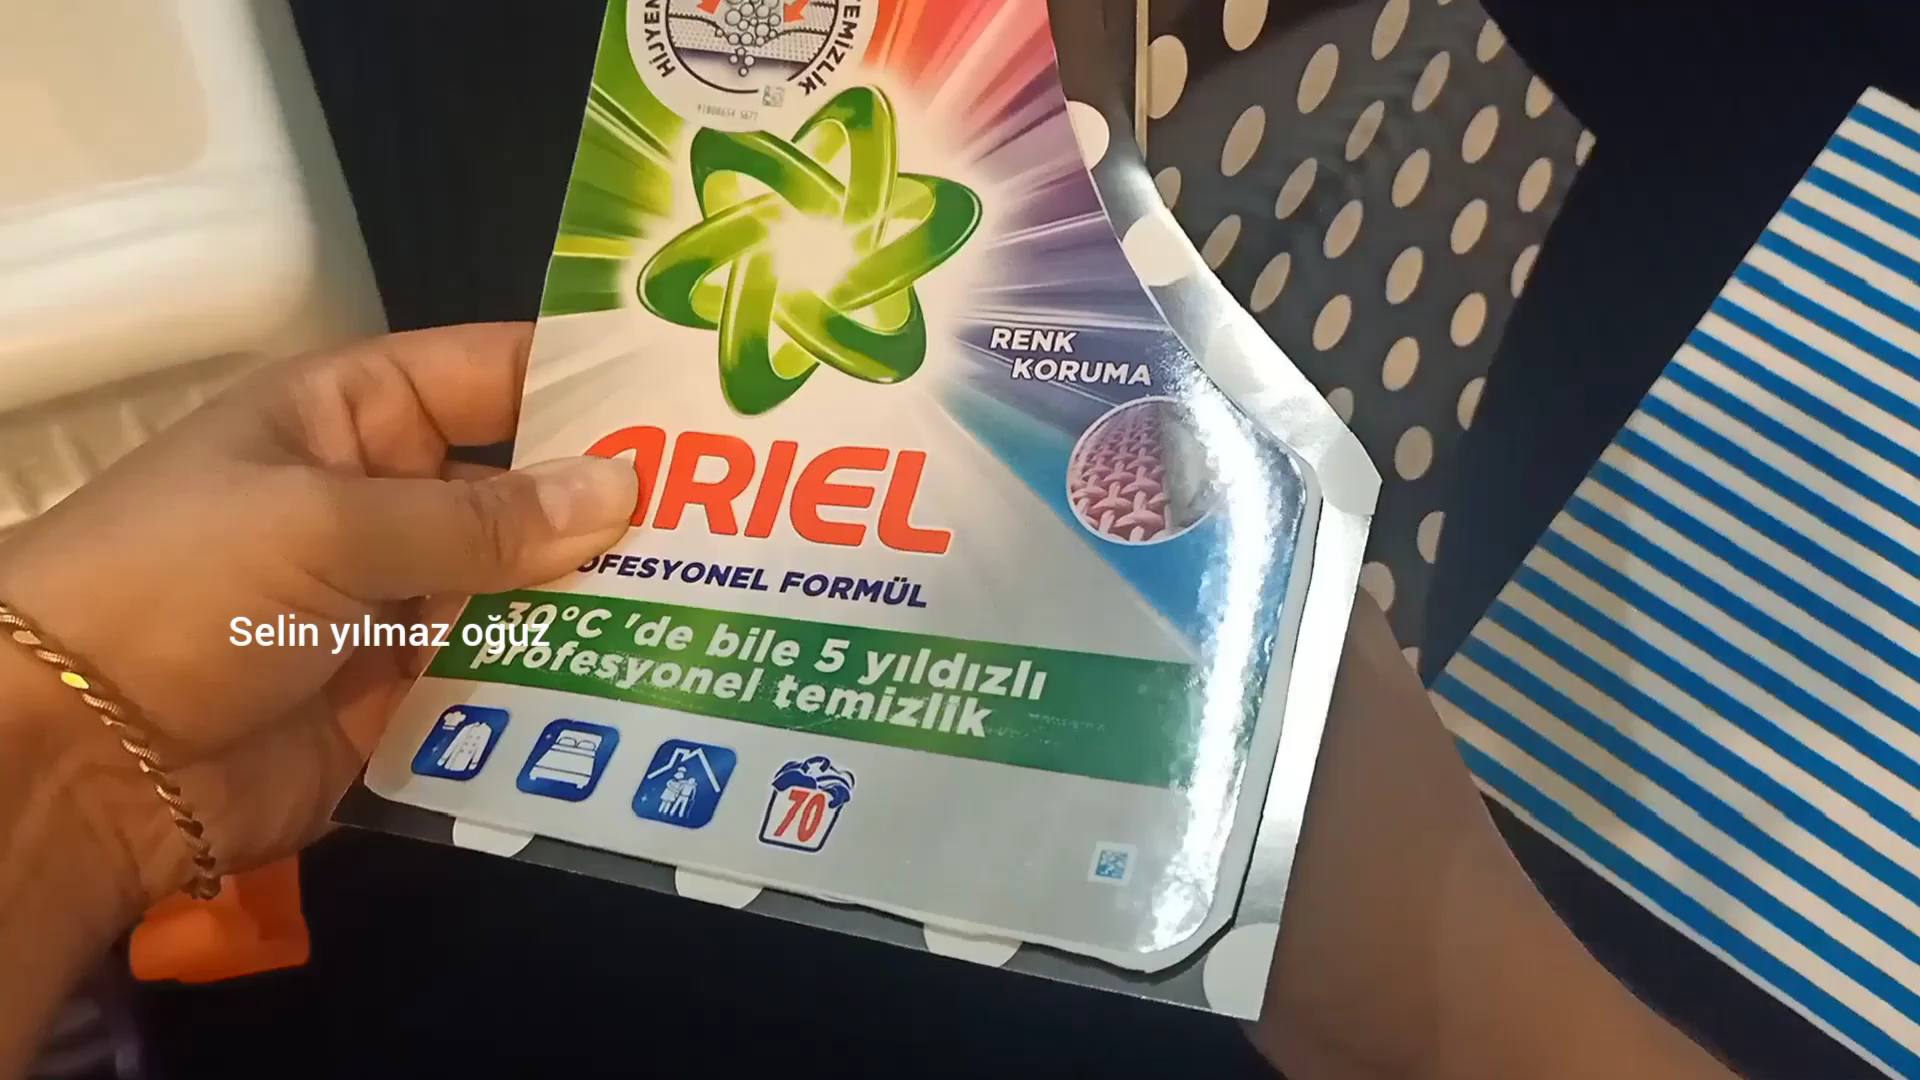 HİJYEN
TEMİZLİK
RENK
KORUMA
ARIEL
OFESYONEL FORMÜL
30°C 'de bile 5 yıldızlı
profesyonel temizlik
Selin yılmaz oğuz
70